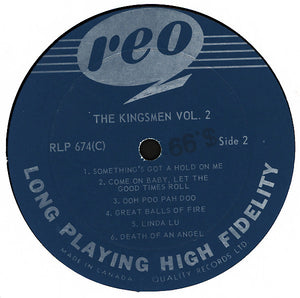 reo
THE KINGSMEN VOL. 2
RLP 674(C)
Side 2
1. SOMETHING'S GOT A HOLD ON ME
2. COME ON BABY, LET THE
GOOD TIMES ROLL
3. OOH POO PAH DOO
4. GREAT BALLS OF FIRE
5. LINDA LU
6. DEATH OF AN ANGEL
LONG PLAYING HIGH FIDELITY
MADE IN CANADA QUALITY RECORDS LTD